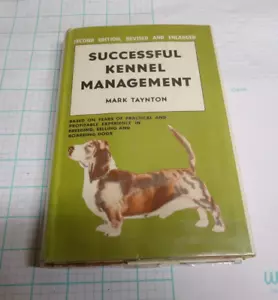 SECOND EDITION, REVISED AND ENLARGED
SUCCESSFUL
KENNEL
MANAGEMENT
MARK TAYNTON
BASED ON YEARS OF PRACTICAL AND
PROFITABLE EXPERIENCE IN
BREEDING, SELLING AND
BOARDING DOGS